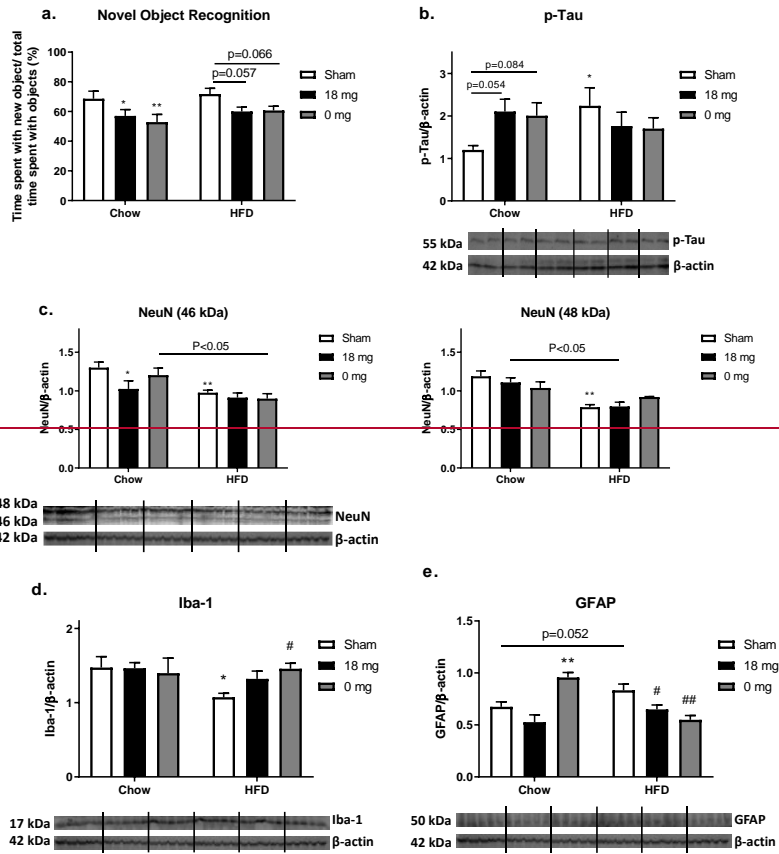 a.
Novel Object Recognition
Time spent with new object/ total
time spent with objects (%)
100
80
60
40
20
0
*
**
p=0.066
p=0.057
Chow
HFD
Sham
18 mg
0 mg
b.
p-Tau
p-Tau/β-actin
3
2
1
0
p=0.084
p=0.054
*
Chow
HFD
Sham
18 mg
0 mg
55 kDa
p-Tau
42 kDa
β-actin
c.
NeuN (46 kDa)
NeuN/β-actin
1.5
1.0
0.5
0.0
P<0.05
*
**
Chow
HFD
Sham
18 mg
0 mg
NeuN (48 kDa)
NeuN/β-actin
1.5
1.0
0.5
0.0
P<0.05
**
Chow
HFD
Sham
18 mg
0 mg
48 kDa
46 kDa
NeuN
42 kDa
β-actin
d.
Iba-1
Iba-1/β-actin
2
1
0
*
#
Chow
HFD
Sham
18 mg
0 mg
17 kDa
Iba-1
42 kDa
β-actin
e.
GFAP
GFAP/β-actin
1.5
1.0
0.5
0.0
p=0.052
**
#
##
Chow
HFD
Sham
18 mg
0 mg
50 kDa
GFAP
42 kDa
β-actin